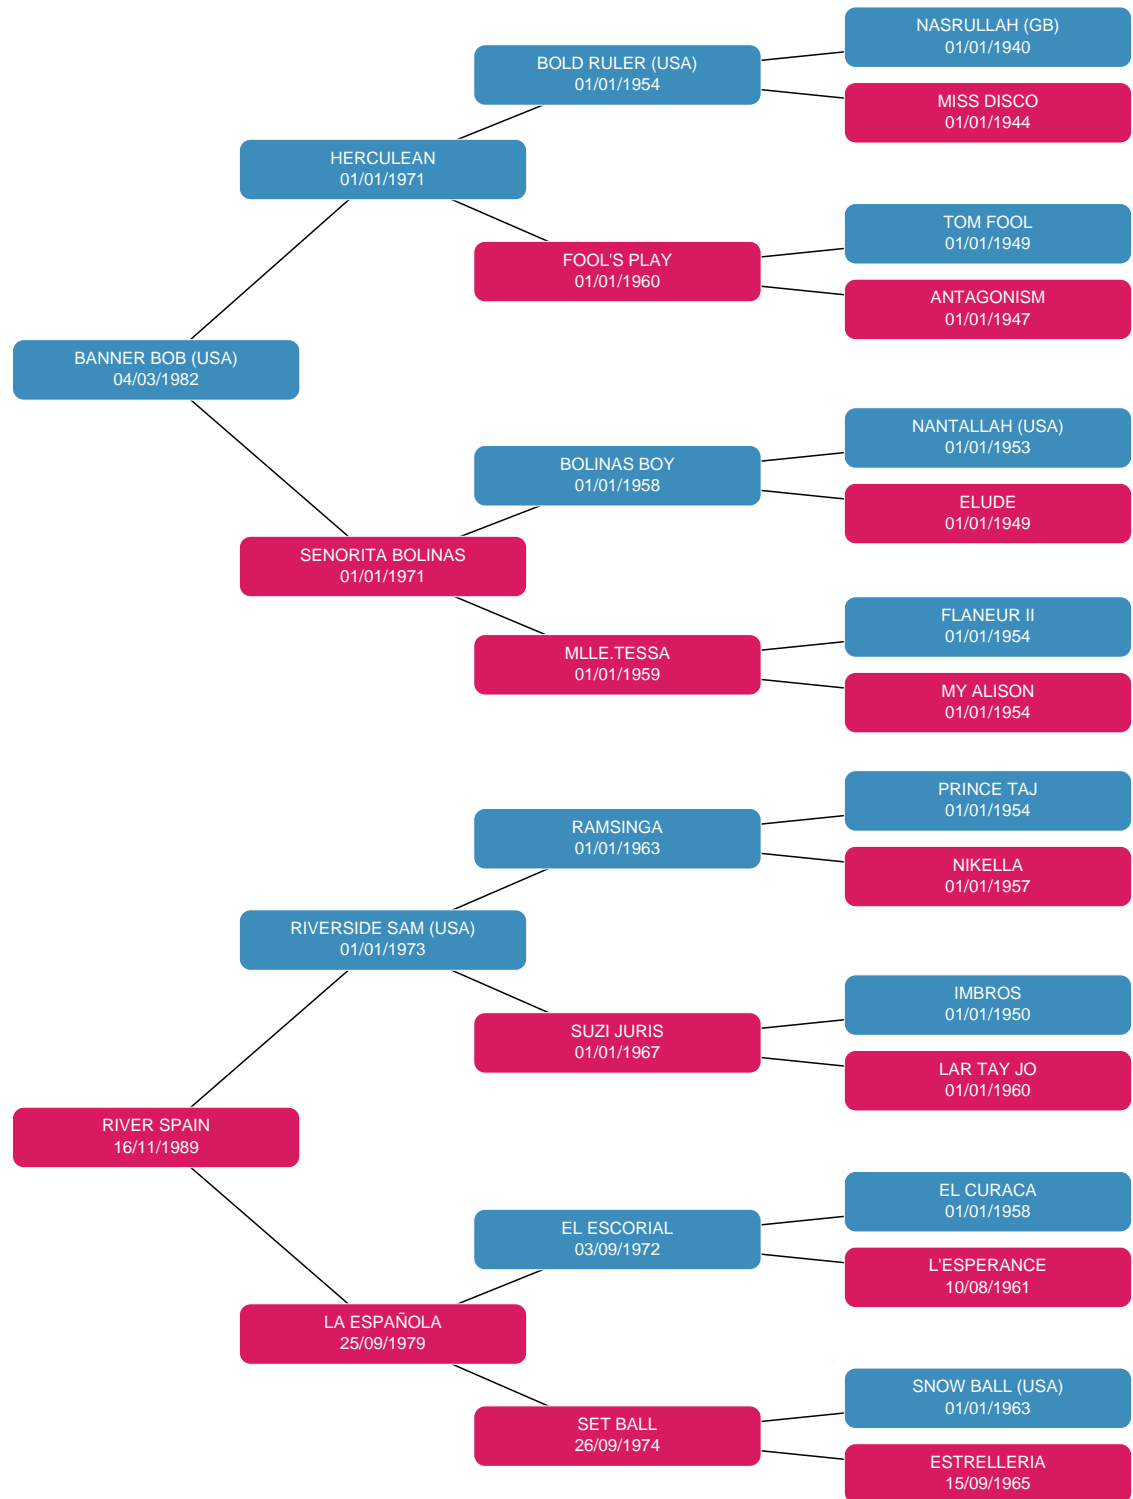 NASRULLAH (GB)
01/01/1940
BOLD RULER (USA)
01/01/1954
MISS DISCO
01/01/1944
HERCULEAN
01/01/1971
TOM FOOL
01/01/1949
FOOL'S PLAY
01/01/1960
ANTAGONISM
01/01/1947
BANNER BOB (USA)
04/03/1982
NANTALLAH (USA)
01/01/1953
BOLINAS BOY
01/01/1958
ELUDE
01/01/1949
SENORITA BOLINAS
01/01/1971
FLANEUR II
01/01/1954
MLLE.TESSA
01/01/1959
MY ALISON
01/01/1954
PRINCE TAJ
01/01/1954
RAMSINGA
01/01/1963
NIKELLA
01/01/1957
RIVERSIDE SAM (USA)
01/01/1973
IMBROS
01/01/1950
SUZI JURIS
01/01/1967
LAR TAY JO
01/01/1960
RIVER SPAIN
16/11/1989
EL CURACA
01/01/1958
EL ESCORIAL
03/09/1972
L'ESPERANCE
10/08/1961
LA ESPAÑOLA
25/09/1979
SNOW BALL (USA)
01/01/1963
SET BALL
26/09/1974
ESTRELLERIA
15/09/1965